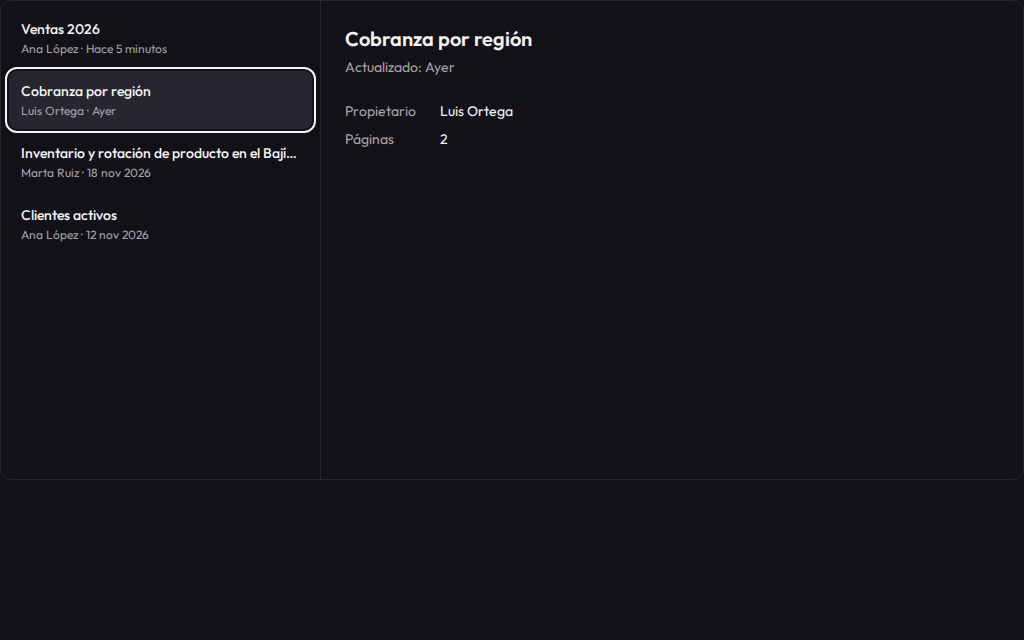 Ventas 2026
Ana López · Hace 5 minutos
Cobranza por región
Luis Ortega · Ayer
Inventario y rotación de producto en el Bají…
Marta Ruiz · 18 nov 2026
Clientes activos
Ana López · 12 nov 2026
Cobranza por región
Actualizado: Ayer
Propietario Luis Ortega
Páginas 2